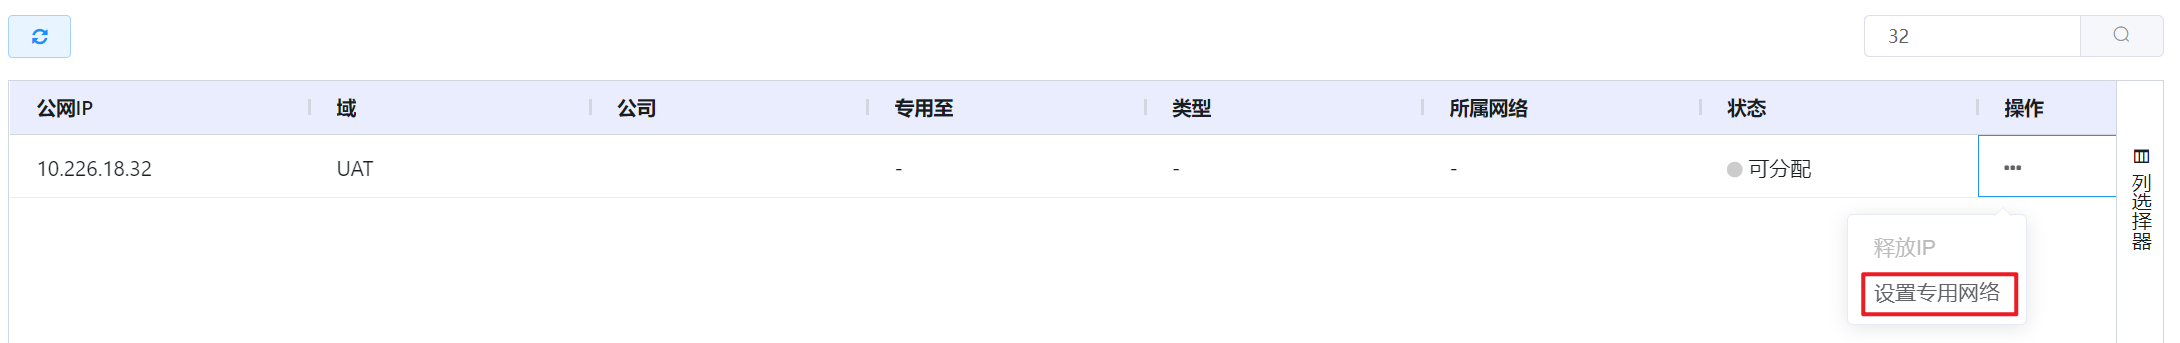 32
公网IP 域 公司 专用至 类型 所属网络 状态 操作
10.226.18.32 UAT - - - 可分配 •••
列选择器
释放IP
设置专用网络